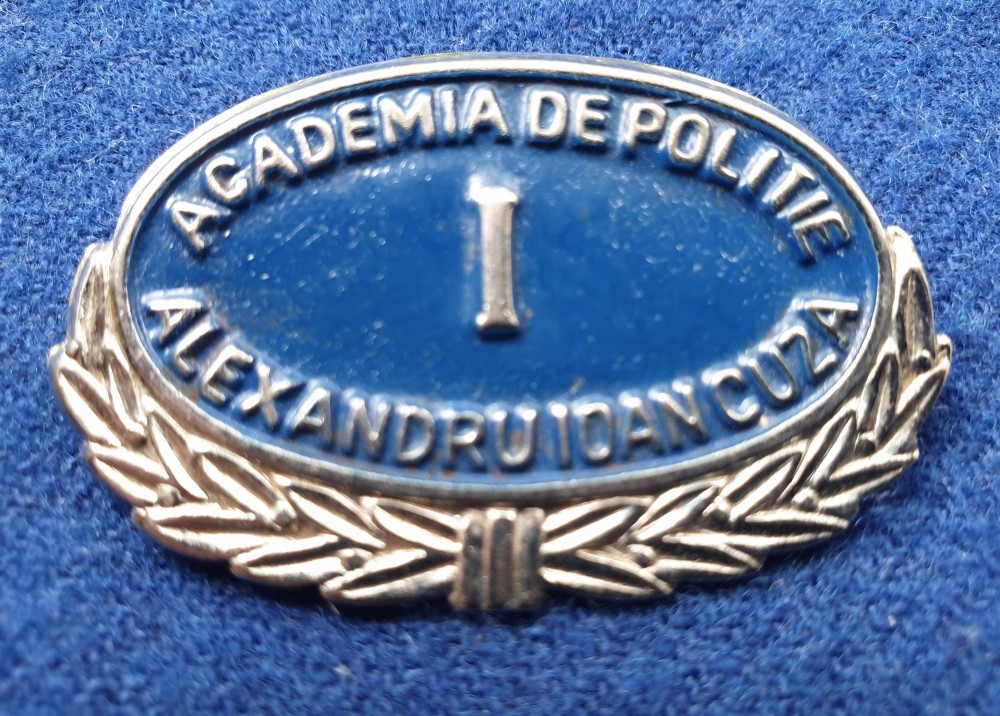 ACADEMIA DE POLITIE
I
ALEXANDRU IOAN CUZA